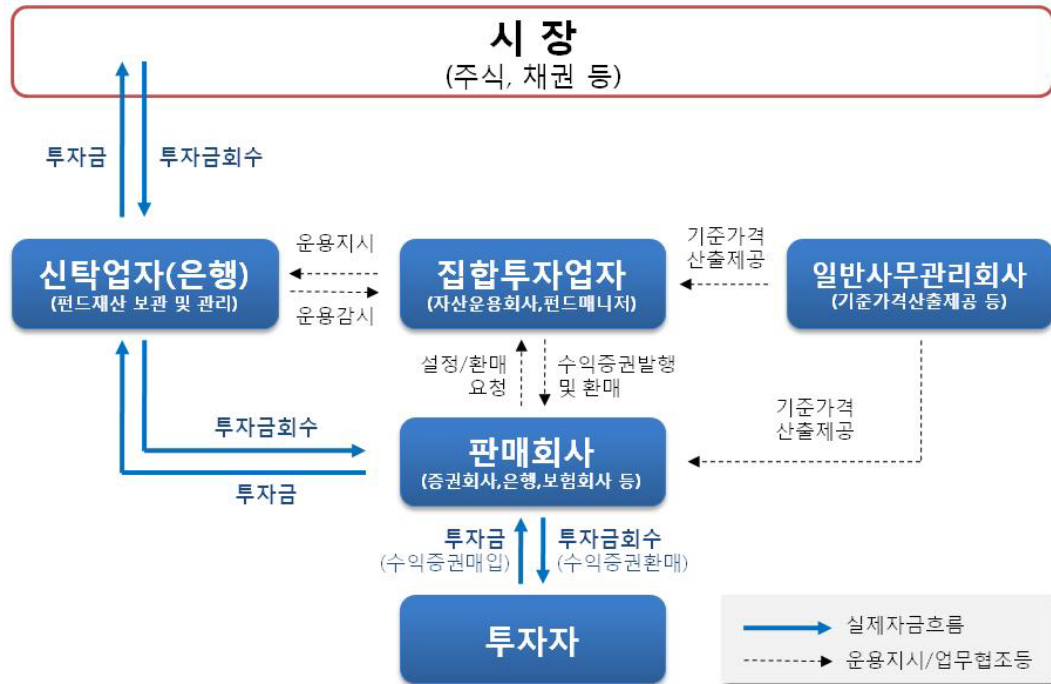 시 장
(주식, 채권 등)
투자금
투자금회수
신탁업자(은행)
(펀드재산 보관 및 관리)
운용지시
운용감시
집합투자업자
(자산운용회사,펀드매니저)
기준가격
산출제공
일반사무관리회사
(기준가격산출제공 등)
설정/환매
요청
수익증권발행
및 환매
기준가격
산출제공
투자금회수
투자금
판매회사
(증권회사,은행,보험회사 등)
투자금
(수익증권매입)
투자금회수
(수익증권환매)
투자자
실제자금흐름
운용지시/업무협조등